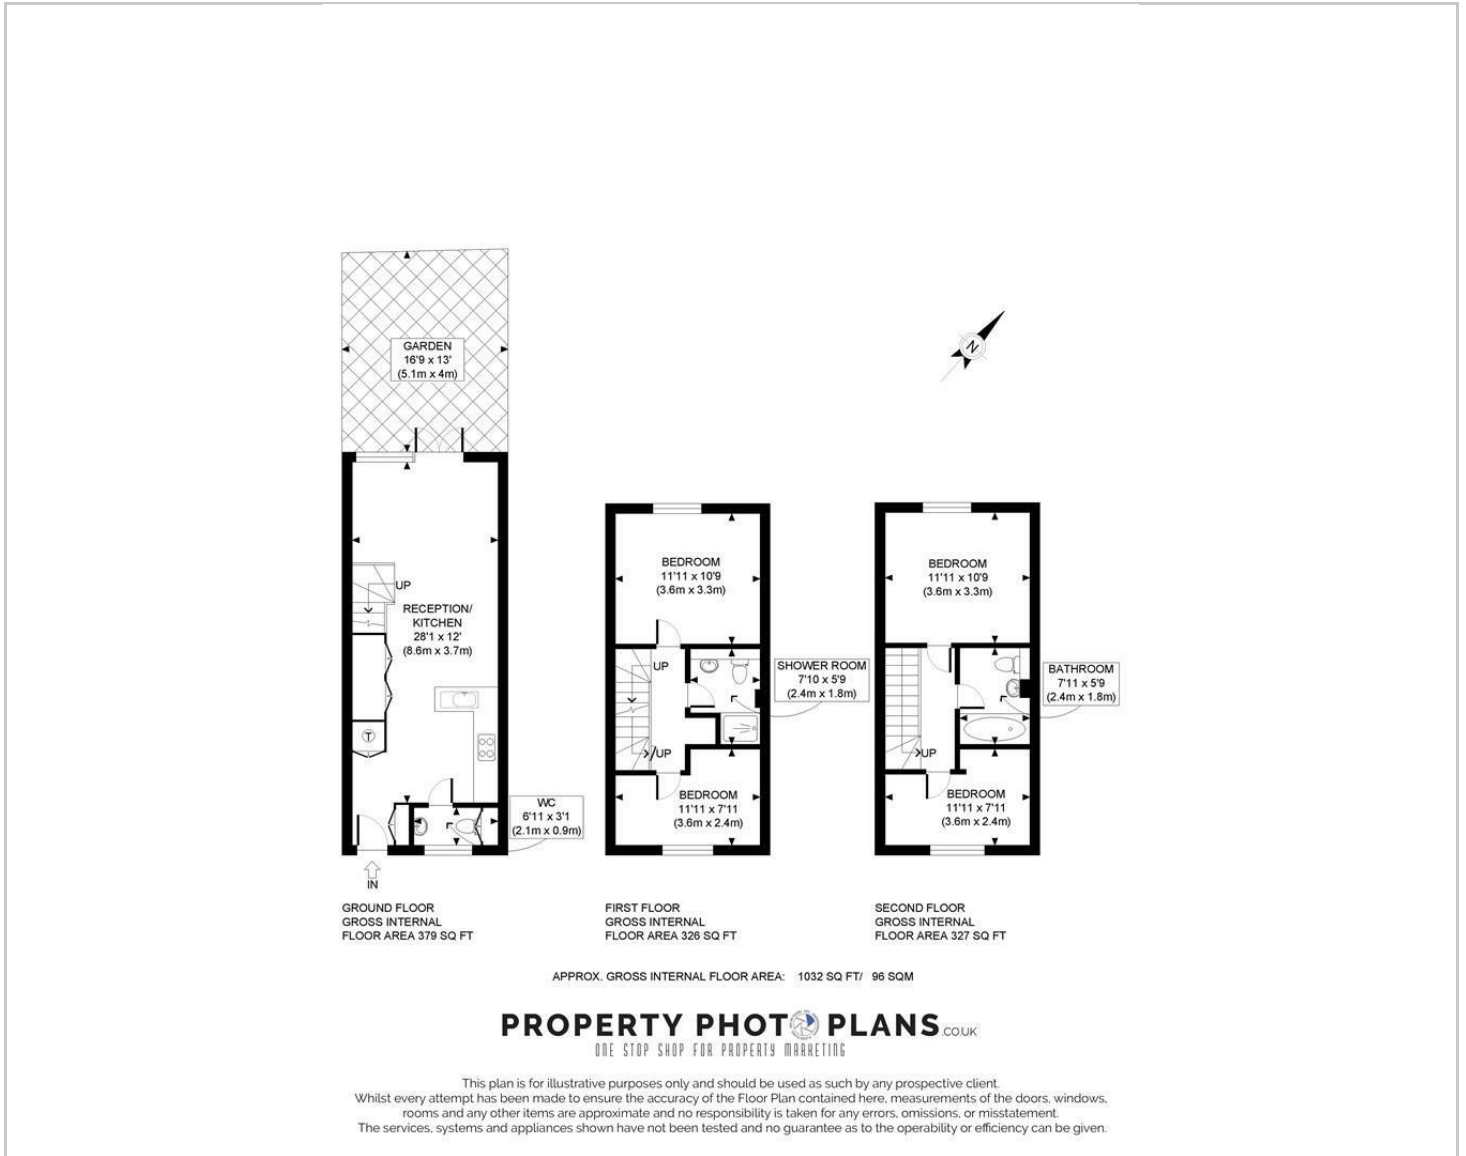 GARDEN
16'9 x 13'
(5.1m x 4m)
N
UP
RECEPTION/
KITCHEN
28'1 x 12'
(8.6m x 3.7m)
T
WC
6'11 x 3'1
(2.1m x 0.9m)
IN
GROUND FLOOR
GROSS INTERNAL
FLOOR AREA 379 SQ FT
BEDROOM
11'11 x 10'9
(3.6m x 3.3m)
UP
SHOWER ROOM
7'10 x 5'9
(2.4m x 1.8m)
UP
BEDROOM
11'11 x 7'11
(3.6m x 2.4m)
FIRST FLOOR
GROSS INTERNAL
FLOOR AREA 326 SQ FT
BEDROOM
11'11 x 10'9
(3.6m x 3.3m)
BATHROOM
7'11 x 5'9
(2.4m x 1.8m)
UP
BEDROOM
11'11 x 7'11
(3.6m x 2.4m)
SECOND FLOOR
GROSS INTERNAL
FLOOR AREA 327 SQ FT
APPROX. GROSS INTERNAL FLOOR AREA: 1032 SQ FT/ 96 SQM
PROPERTY PHOTO PLANS.CO.UK
ONE STOP SHOP FOR PROPERTY MARKETING
This plan is for illustrative purposes only and should be used as such by any prospective client.
Whilst every attempt has been made to ensure the accuracy of the Floor Plan contained here, measurements of the doors, windows,
rooms and any other items are approximate and no responsibility is taken for any errors, omissions, or misstatement.
The services, systems and appliances shown have not been tested and no guarantee as to the operability or efficiency can be given.